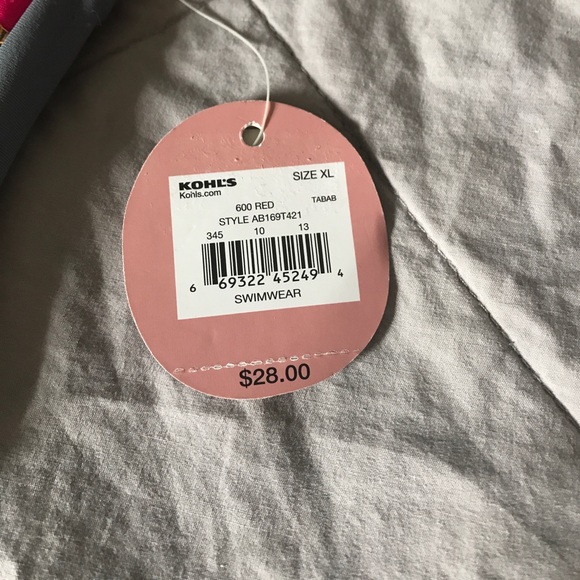 KOHL'S SIZE XL
Kohls.com
600 RED TABAB
STYLE AB169T421
345 10 13
6 69322 45249 4
SWIMWEAR
$28.00